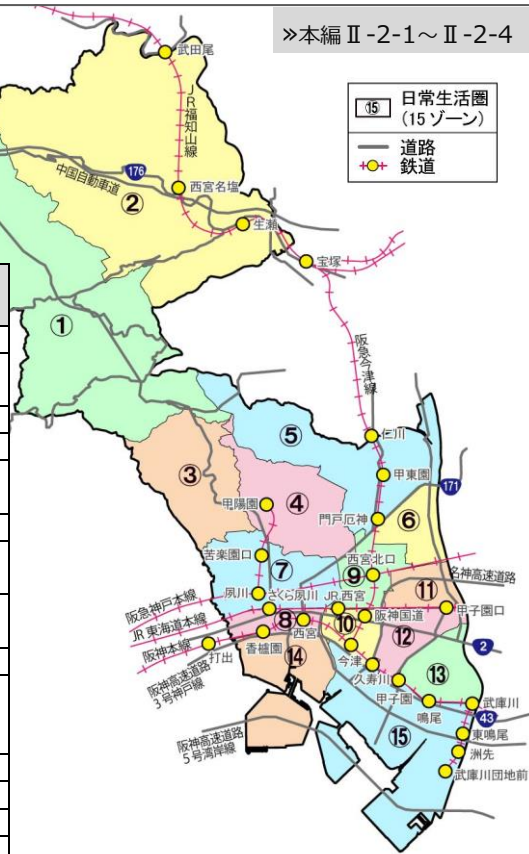 »本編Ⅱ-2-1～Ⅱ-2-4
⑮ 日常生活圏
(15 ゾーン)
道路
鉄道
武田尾
JR福知山線
176
中国自動車道
②
西宮名塩
生瀬
宝塚
①
阪急今津線
⑤
仁川
③
甲東園
④
171
甲陽園
門戸厄神
⑥
苦楽園口
西宮北口
⑦
⑨
名神高速道路
夙川
さくら夙川
JR西宮
⑪
阪急神戸本線
阪神国道
甲子園口
JR東海道本線
⑧
西宮
⑩
⑫
2
阪神本線
打出
香櫨園
今津
⑭
久寿川
⑬
阪神高速道路
3号神戸線
甲子園
武庫川
鳴尾
43
阪神高速道路
5号湾岸線
⑮
東鳴尾
洲先
武庫川団地前